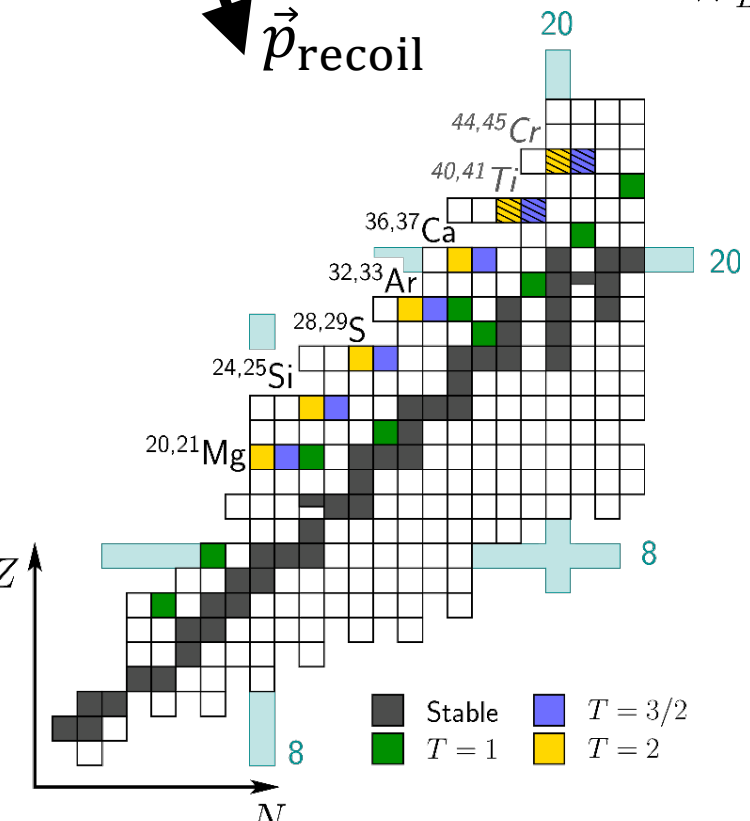 20
p⃗recoil
44,45Cr
40,41Ti
36,37Ca
20
32,33Ar
28,29S
24,25Si
20,21Mg
8
Z
Stable
T = 3/2
T = 1
T = 2
8
N